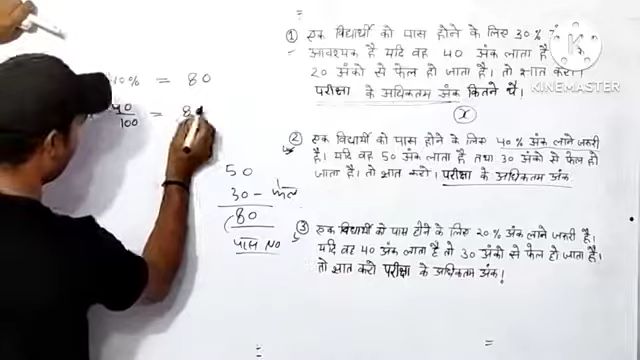 ① एक विद्यार्थी को पास होने के लिए 30%
आवश्यक है यदि वह 40 अंक लाता है
20 अंको से फेल हो जाता है। तो ज्ञात करो।
परीक्षा के अधिकतम अंक कितने थे।
x
② एक विद्यार्थी को पास होने के लिए 40% अंक लाने जरुरी
है। यदि वह 50 अंक लाता है तथा 30 अंको से फेल हो
जाता है। तो ज्ञात करो। परीक्षा के अधिकतम अंक
③ एक विद्यार्थी को पास होने के लिए 20% अंक लाने जरुरी है।
यदि वह 40 अंक लाता है तो 30 अंको से फेल हो जाता है।
तो ज्ञात करो परीक्षा के अधिकतम अंक!
40% = 80
40
100
= 8
50
30 - फेल
80
पास NO
=
=
wondershare